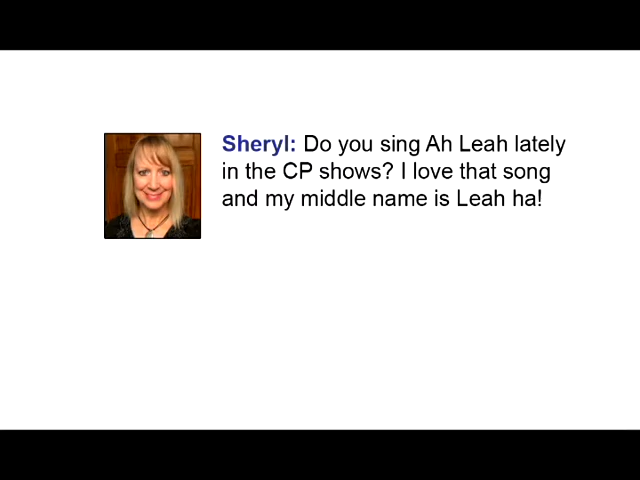 Sheryl: Do you sing Ah Leah lately
in the CP shows? I love that song
and my middle name is Leah ha!